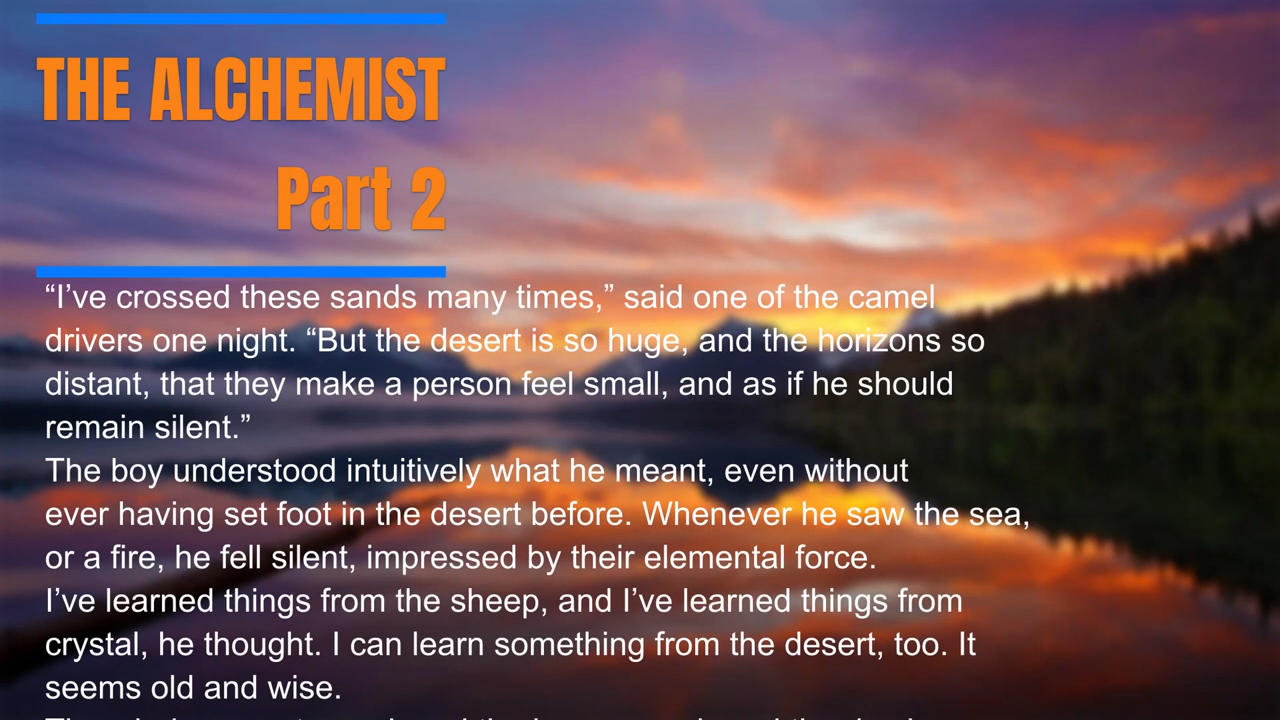 THE ALCHEMIST
Part 2
“I’ve crossed these sands many times,” said one of the camel
drivers one night. “But the desert is so huge, and the horizons so
distant, that they make a person feel small, and as if he should
remain silent.”
The boy understood intuitively what he meant, even without
ever having set foot in the desert before. Whenever he saw the sea,
or a fire, he fell silent, impressed by their elemental force.
I’ve learned things from the sheep, and I’ve learned things from
crystal, he thought. I can learn something from the desert, too. It
seems old and wise.